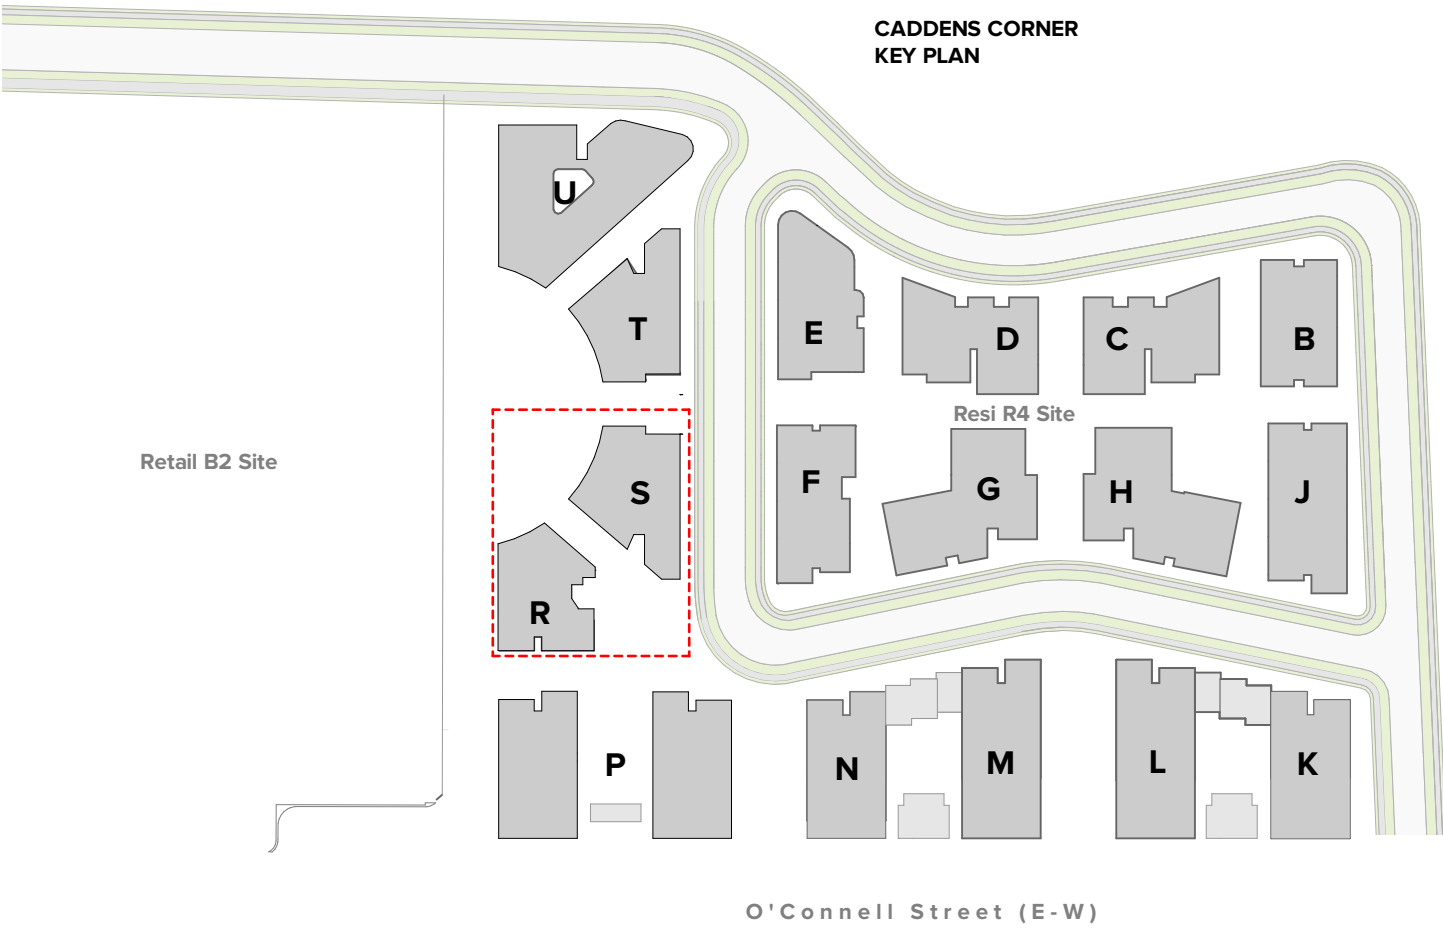 CADDENS CORNER
KEY PLAN
U
T
E
D
C
B
Resi R4 Site
Retail B2 Site
S
F
G
H
J
R
P
N
M
L
K
O'Connell Street (E-W)